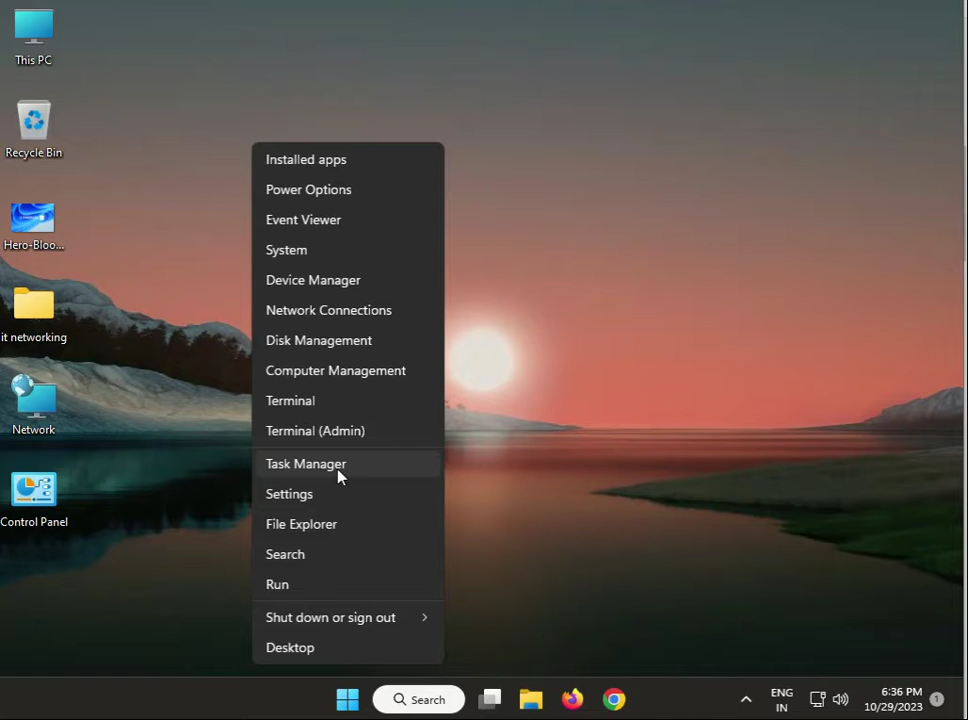 This PC
Recycle Bin
Hero-Bloo...
it networking
Network
Control Panel
Installed apps
Power Options
Event Viewer
System
Device Manager
Network Connections
Disk Management
Computer Management
Terminal
Terminal (Admin)
Task Manager
Settings
File Explorer
Search
Run
Shut down or sign out
Desktop
Search
ENG
IN
6:36 PM
10/29/2023
1